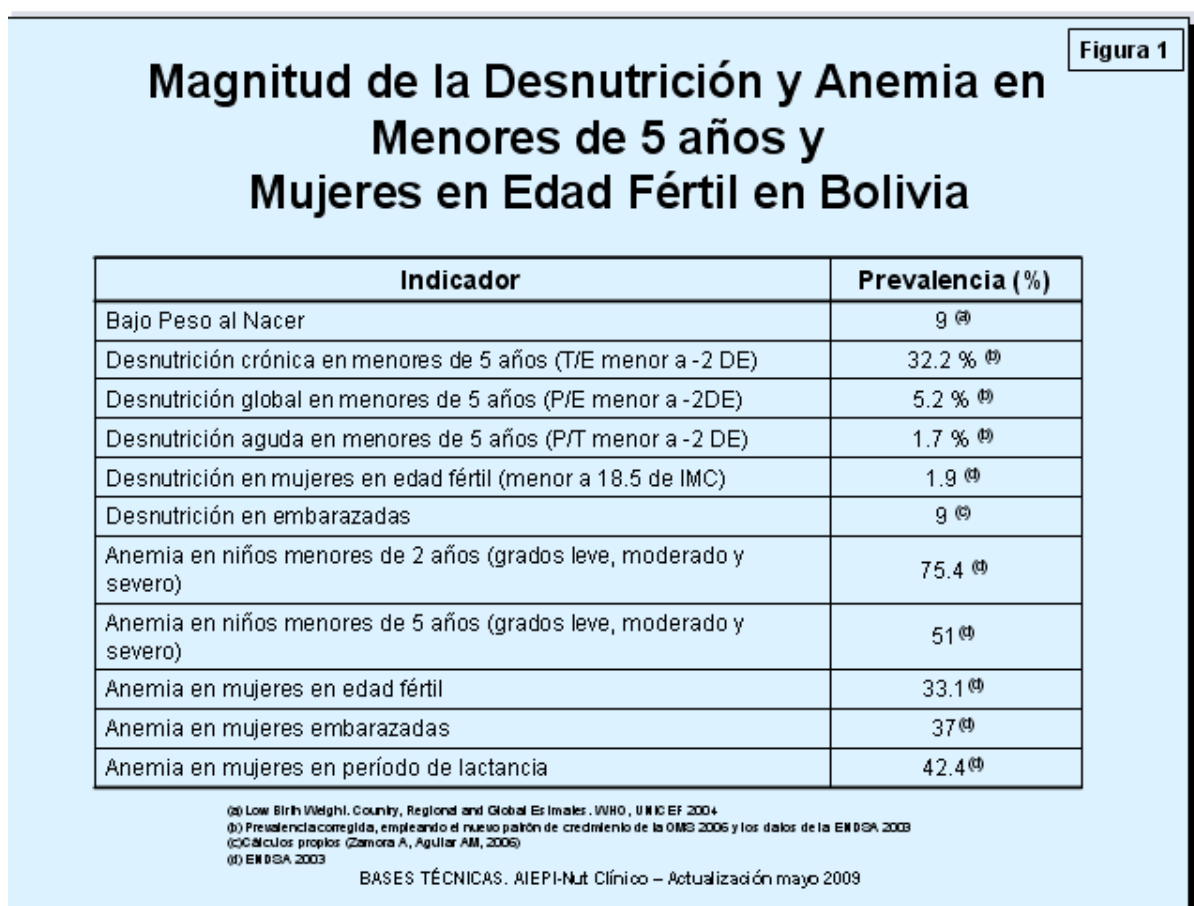 Figura 1
Magnitud de la Desnutrición y Anemia en
Menores de 5 años y
Mujeres en Edad Fértil en Bolivia
Indicador Prevalencia (%)
Bajo Peso al Nacer 9 (a)
Desnutrición crónica en menores de 5 años (T/E menor a -2 DE) 32.2 % (b)
Desnutrición global en menores de 5 años (P/E menor a -2DE) 5.2 % (b)
Desnutrición aguda en menores de 5 años (P/T menor a -2 DE) 1.7 % (b)
Desnutrición en mujeres en edad fértil (menor a 18.5 de IMC) 1.9 (d)
Desnutrición en embarazadas 9 (c)
Anemia en niños menores de 2 años (grados leve, moderado y
severo) 75.4 (d)
Anemia en niños menores de 5 años (grados leve, moderado y
severo) 51 (d)
Anemia en mujeres en edad fértil 33.1 (d)
Anemia en mujeres embarazadas 37 (d)
Anemia en mujeres en período de lactancia 42.4 (d)
(a) Low Birth Weight. Country, Regional and Global Estimates. WHO, UNICEF 2004
(b) Prevalencia corregida, empleando el nuevo patrón de crecimiento de la OMS 2006 y los datos de la ENDSA 2003
(c) Cálculos propios (Zamora A, Aguilar AM, 2006)
(d) ENDSA 2003
BASES TÉCNICAS. AIEPI-Nut Clínico – Actualización mayo 2009